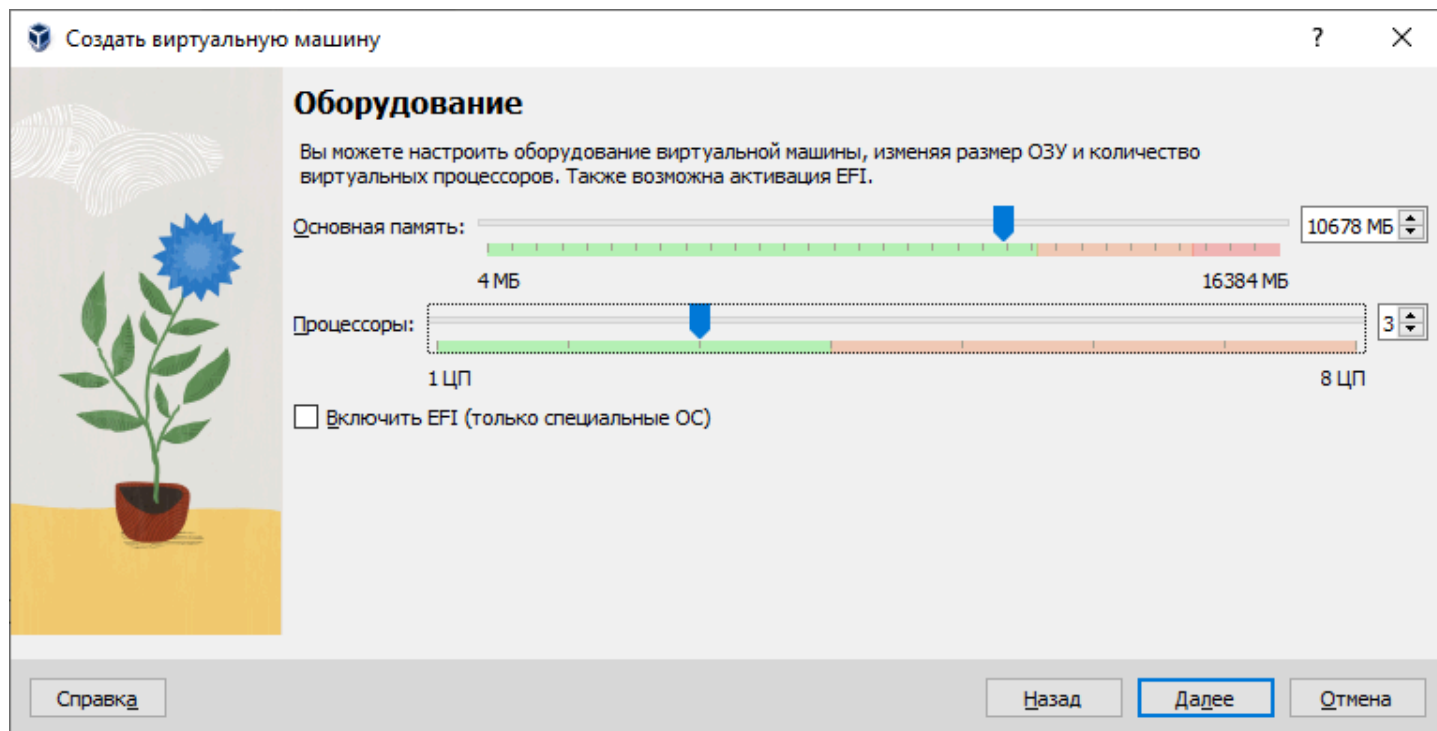 Создать виртуальную машину
?
Оборудование
Вы можете настроить оборудование виртуальной машины, изменяя размер ОЗУ и количество
виртуальных процессоров. Также возможна активация EFI.
Основная память:
10678 МБ
4 МБ
16384 МБ
Процессоры:
3
1 ЦП
8 ЦП
Включить EFI (только специальные ОС)
Справка
Назад
Далее
Отмена